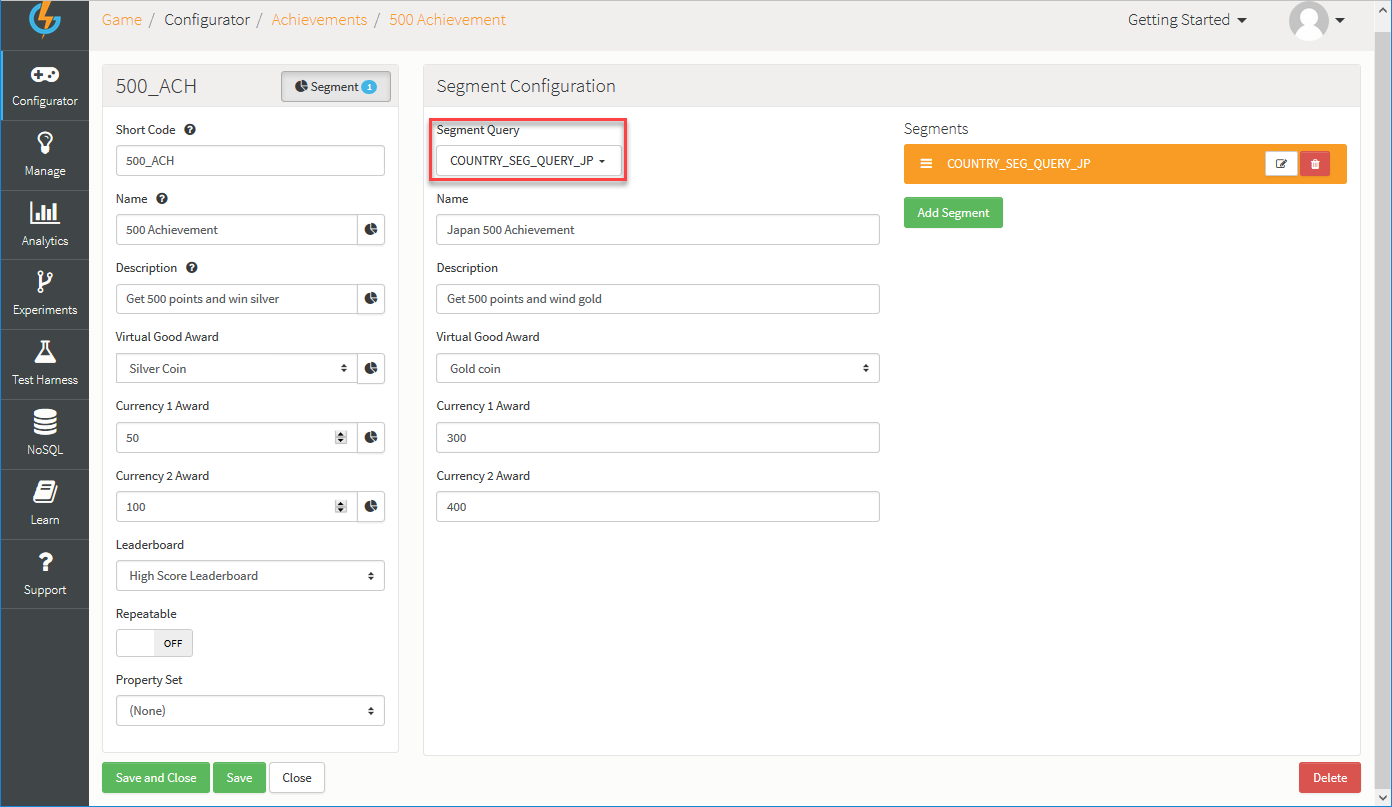 Game / Configurator / Achievements / 500 Achievement
Getting Started
Configurator
Manage
Analytics
Experiments
Test Harness
NoSQL
Learn
? Support
500_ACH
Segment 1
Short Code ?
500_ACH
Name ?
500 Achievement
Description ?
Get 500 points and win silver
Virtual Good Award
Silver Coin
Currency 1 Award
50
Currency 2 Award
100
Leaderboard
High Score Leaderboard
Repeatable
OFF
Property Set
(None)
Segment Configuration
Segment Query
COUNTRY_SEG_QUERY_JP
Name
Japan 500 Achievement
Description
Get 500 points and wind gold
Virtual Good Award
Gold coin
Currency 1 Award
300
Currency 2 Award
400
Segments
COUNTRY_SEG_QUERY_JP
Add Segment
Save and Close
Save
Close
Delete